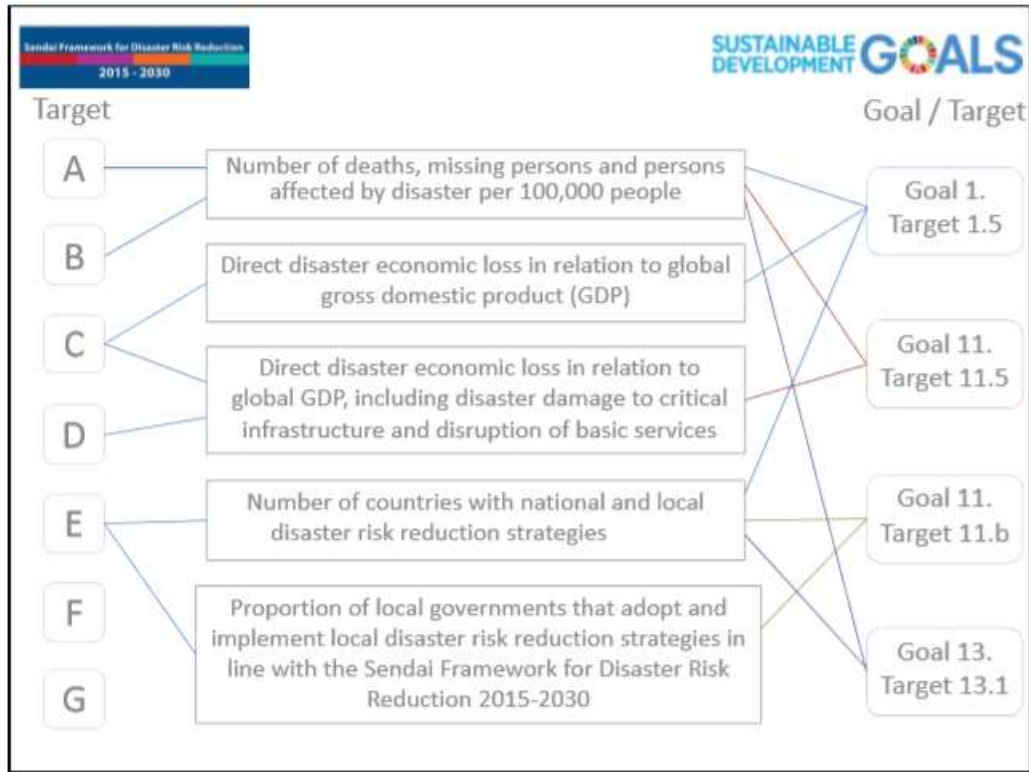 Sendai Framework for Disaster Risk Reduction
2015 - 2030
SUSTAINABLE
DEVELOPMENT
GOALS
Target
Goal / Target
A
B
C
D
E
F
G
Number of deaths, missing persons and persons
affected by disaster per 100,000 people
Direct disaster economic loss in relation to global
gross domestic product (GDP)
Direct disaster economic loss in relation to
global GDP, including disaster damage to critical
infrastructure and disruption of basic services
Number of countries with national and local
disaster risk reduction strategies
Proportion of local governments that adopt and
implement local disaster risk reduction strategies in
line with the Sendai Framework for Disaster Risk
Reduction 2015-2030
Goal 1.
Target 1.5
Goal 11.
Target 11.5
Goal 11.
Target 11.b
Goal 13.
Target 13.1